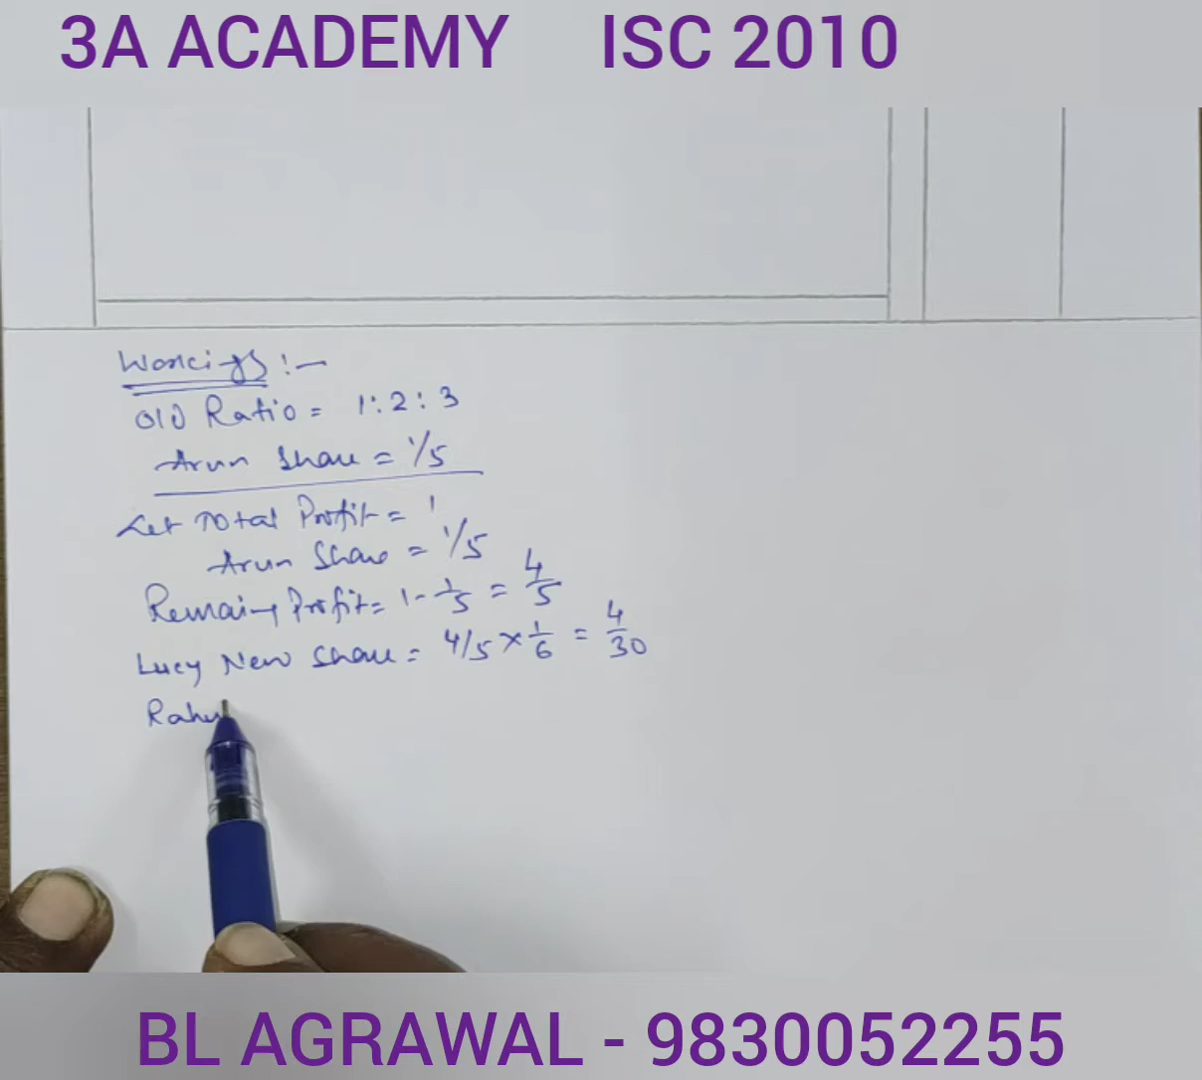 3A ACADEMY ISC 2010
Workings :-
Old Ratio = 1:2:3
Arun Share = 1/5
Let Total Profit = 1
Arun Share = 1/5
Remaining Profit = 1 - 1/5 = 4/5
Lucy New Share = 4/5 × 1/6 = 4/30
Rahu
BL AGRAWAL - 9830052255